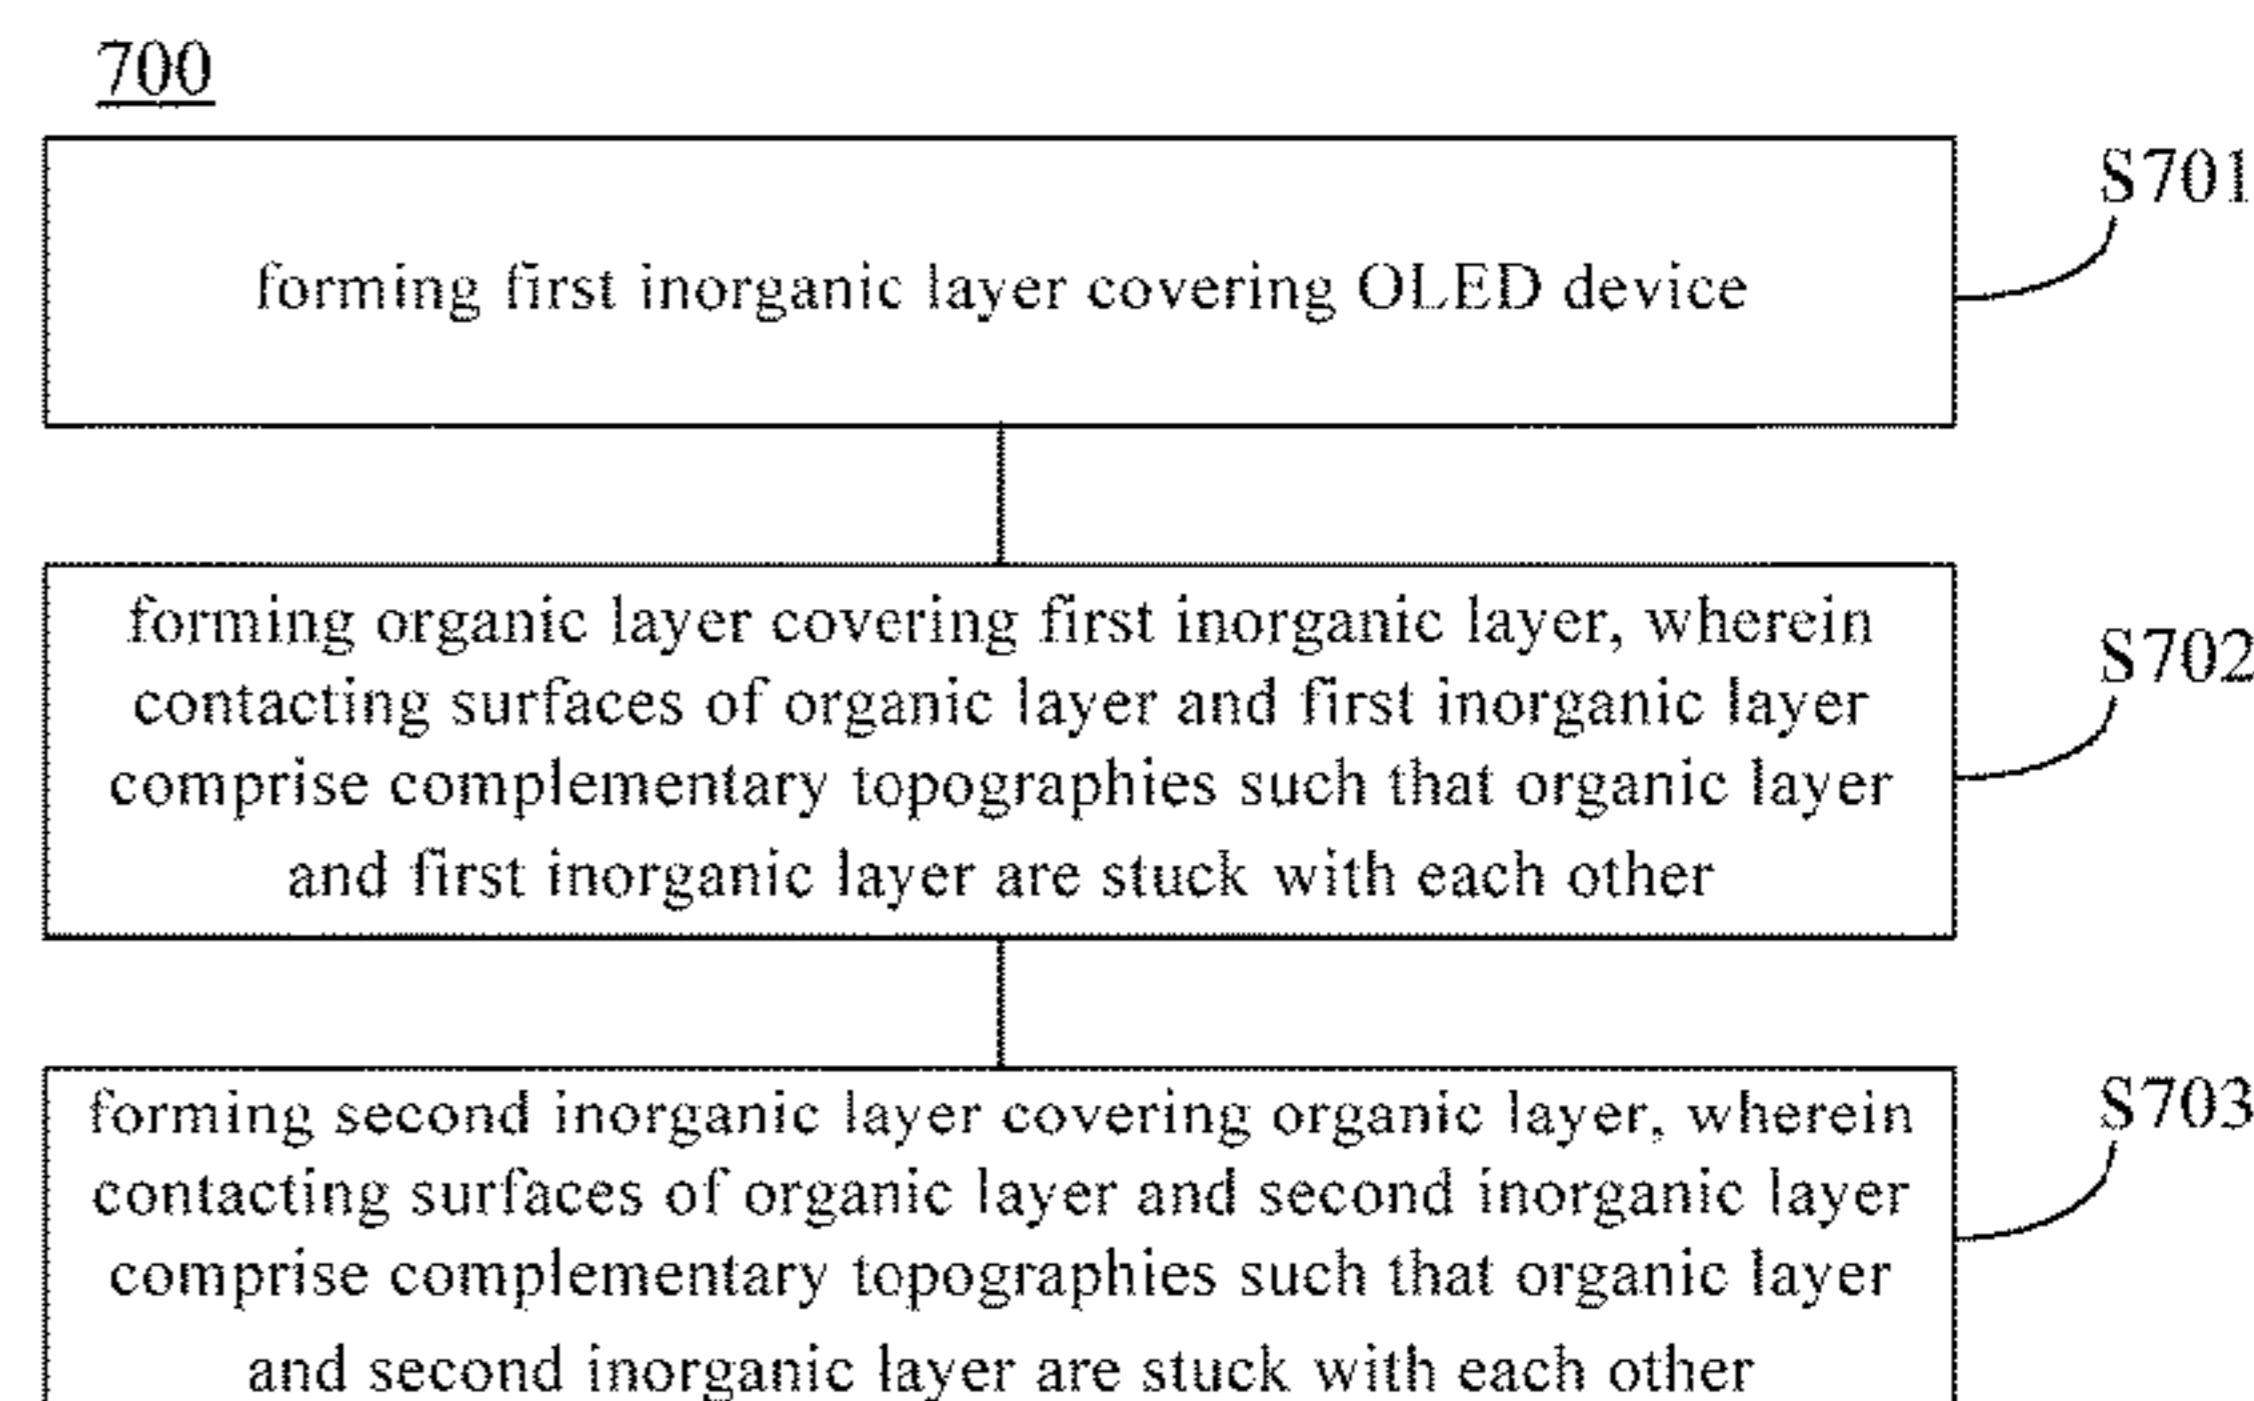 700
S701
forming first inorganic layer covering OLED device
forming organic layer covering first inorganic layer, wherein
contacting surfaces of organic layer and first inorganic layer
comprise complementary topographies such that organic layer
and first inorganic layer are stuck with each other
S702
forming second inorganic layer covering organic layer, wherein
contacting surfaces of organic layer and second inorganic layer
comprise complementary topographies such that organic layer
and second inorganic layer are stuck with each other
S703